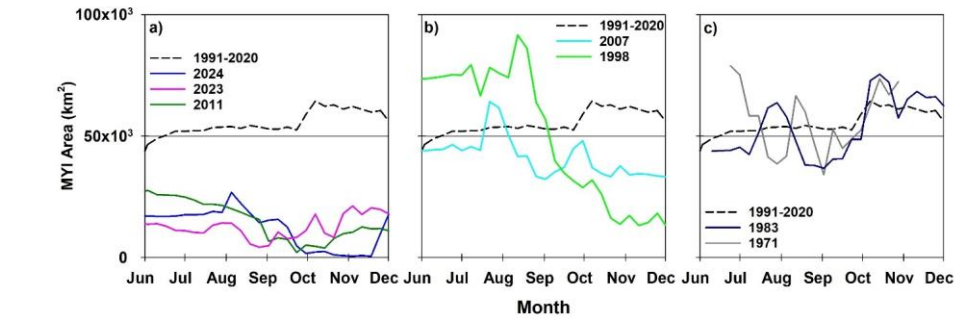 100x10³
50x10³
0
MYI Area (km²)
a)
1991-2020
2024
2023
2011
b)
1991-2020
2007
1998
c)
1991-2020
1983
1971
Jun Jul Aug Sep Oct Nov Dec Jun Jul Aug Sep Oct Nov Dec Jun Jul Aug Sep Oct Nov Dec
Month